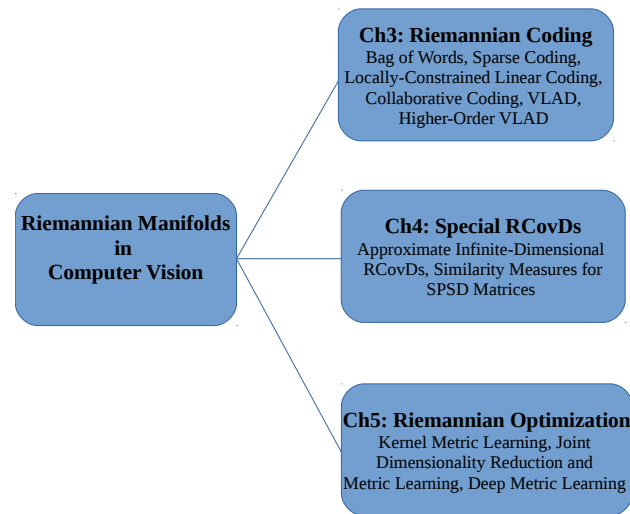 Ch3: Riemannian Coding
Bag of Words, Sparse Coding,
Locally-Constrained Linear Coding,
Collaborative Coding, VLAD,
Higher-Order VLAD
Riemannian Manifolds
in
Computer Vision
Ch4: Special RCovDs
Approximate Infinite-Dimensional
RCovDs, Similarity Measures for
SPSD Matrices
Ch5: Riemannian Optimization
Kernel Metric Learning, Joint
Dimensionality Reduction and
Metric Learning, Deep Metric Learning